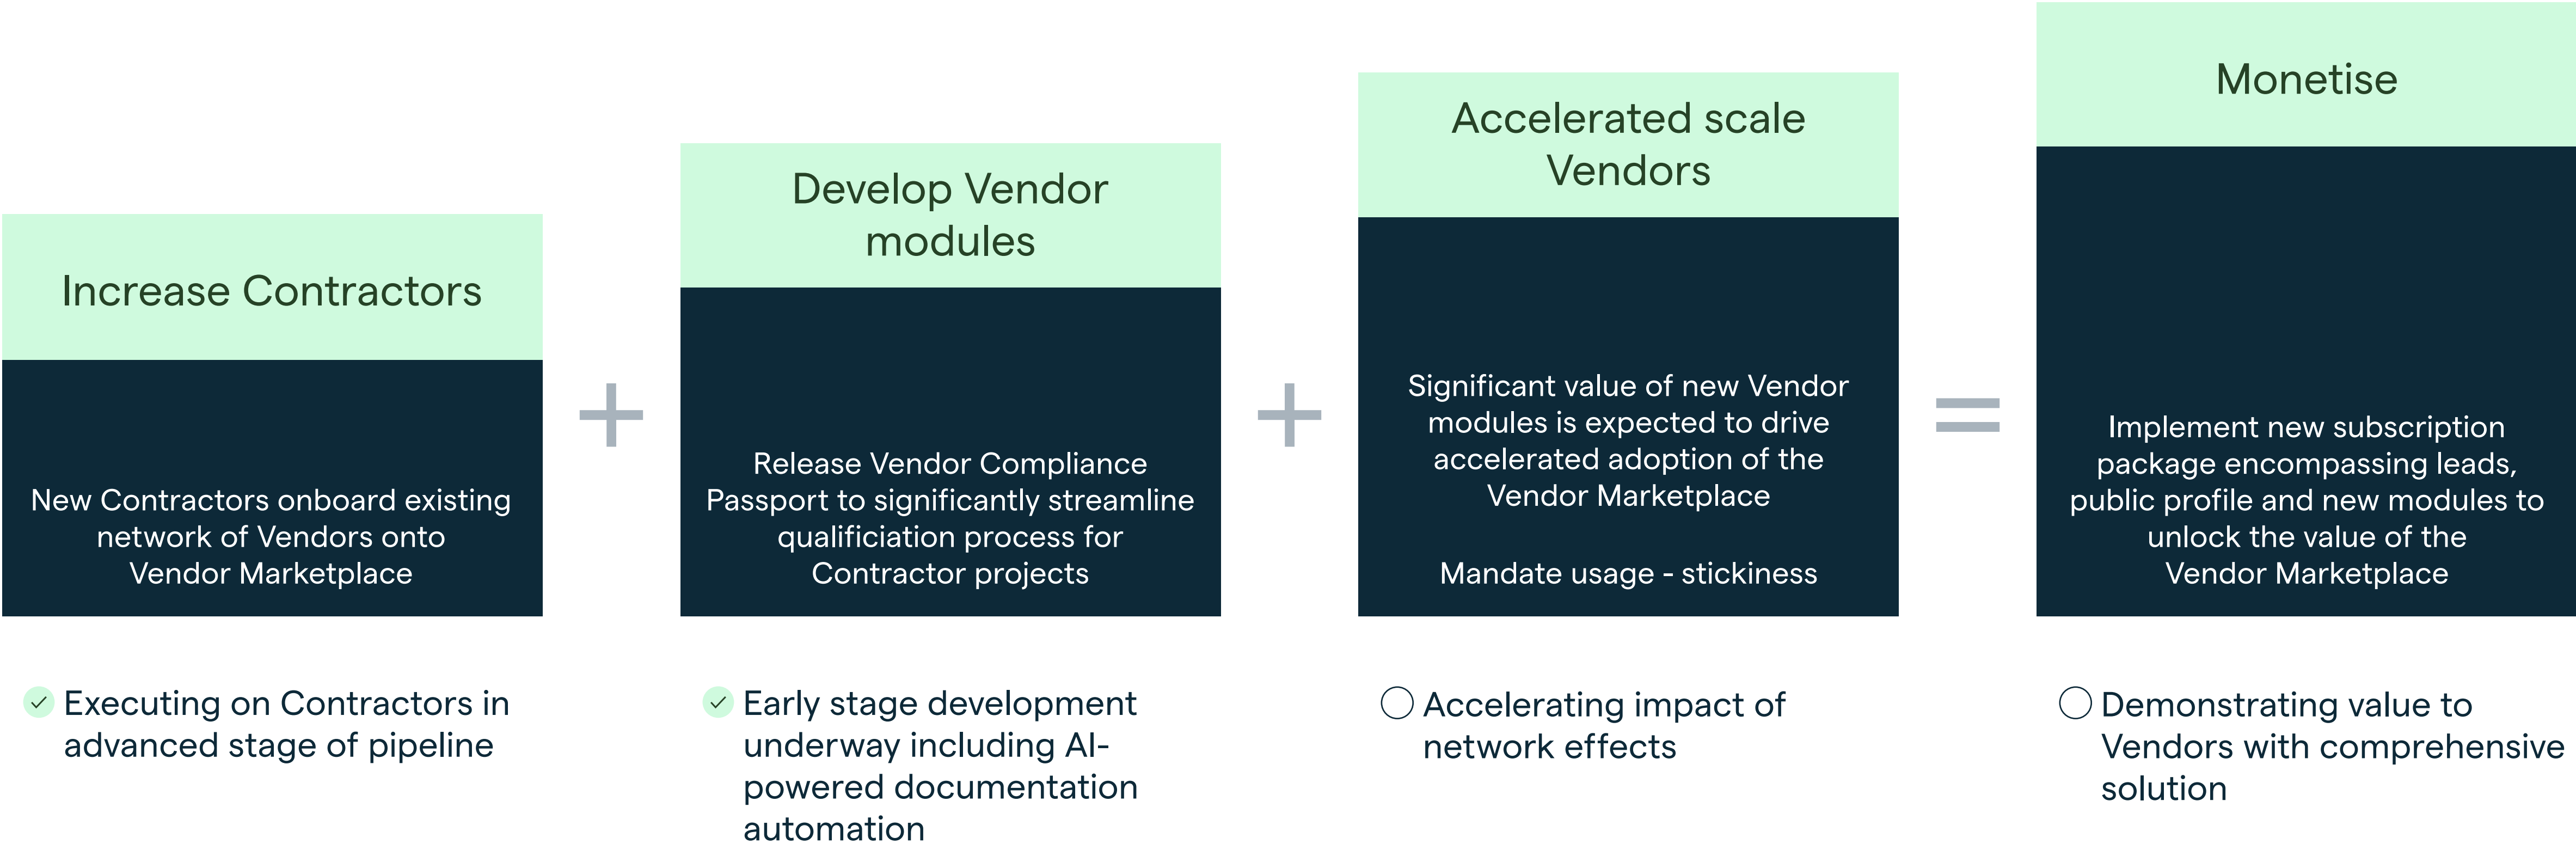 Increase Contractors
New Contractors onboard existing
network of Vendors onto
Vendor Marketplace
Executing on Contractors in
advanced stage of pipeline
+
Develop Vendor
modules
Release Vendor Compliance
Passport to significantly streamline
qualificiation process for
Contractor projects
Early stage development
underway including AI-
powered documentation
automation
+
Accelerated scale
Vendors
Significant value of new Vendor
modules is expected to drive
accelerated adoption of the
Vendor Marketplace
Mandate usage - stickiness
Accelerating impact of
network effects
=
Monetise
Implement new subscription
package encompassing leads,
public profile and new modules to
unlock the value of the
Vendor Marketplace
Demonstrating value to
Vendors with comprehensive
solution